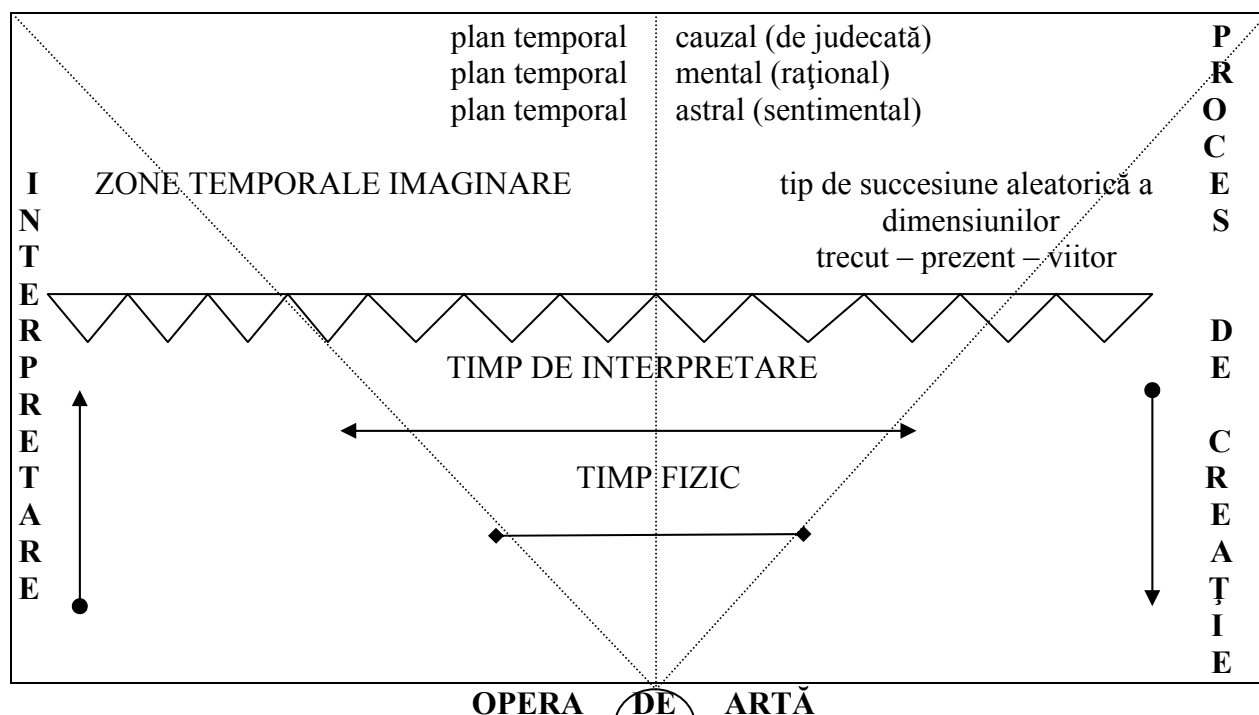 plan temporal cauzal (de judecată)
plan temporal mental (raţional)
plan temporal astral (sentimental)
ZONE TEMPORALE IMAGINARE
tip de succesiune aleatorică a
dimensiunilor
trecut – prezent – viitor
TIMP DE INTERPRETARE
TIMP FIZIC
INTERPRETARE
PROCES DE CREAŢIE
OPERA DE ARTĂ